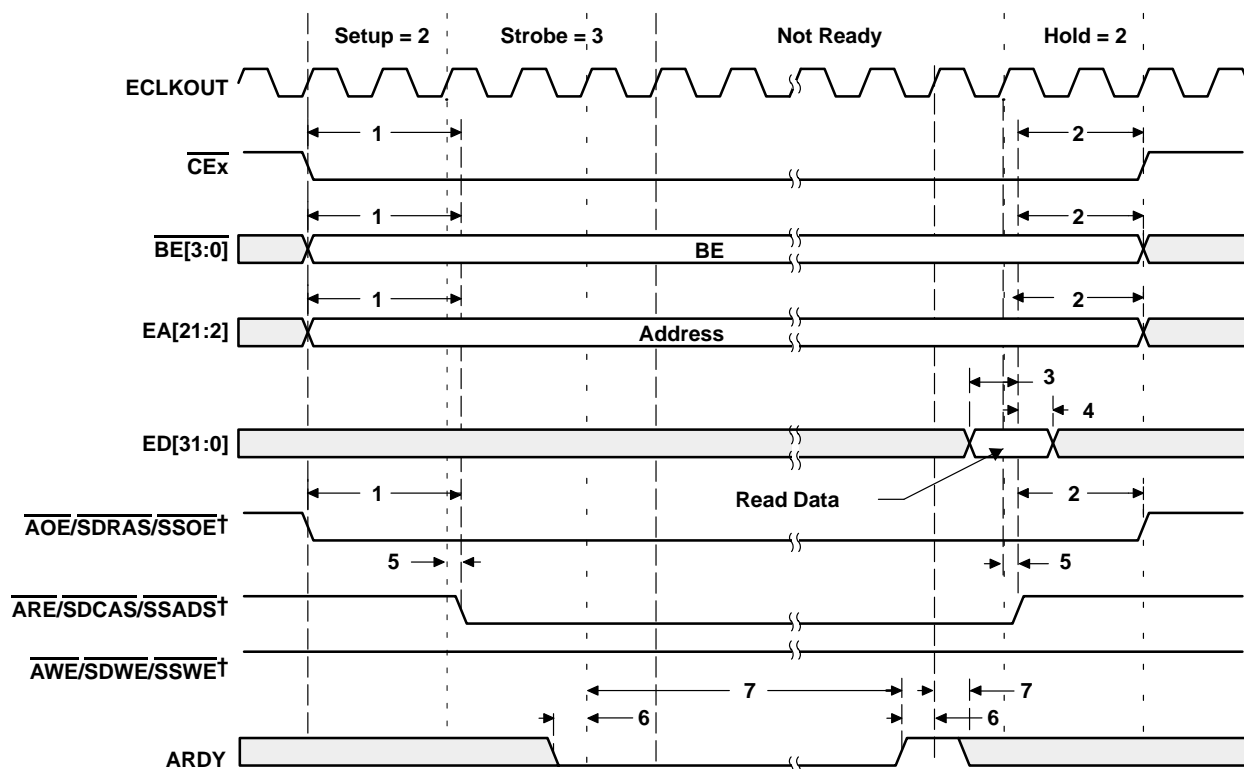 Setup = 2 Strobe = 3 Not Ready Hold = 2
ECLKOUT
1 2
CEx
1 2
BE[3:0] BE
1 2
EA[21:2] Address
3
4
ED[31:0]
1 Read Data 2
AOE/SDRAS/SSOE†
5 5
ARE/SDCAS/SSADS†
AWE/SDWE/SSWE†
7 7
6 6
ARDY